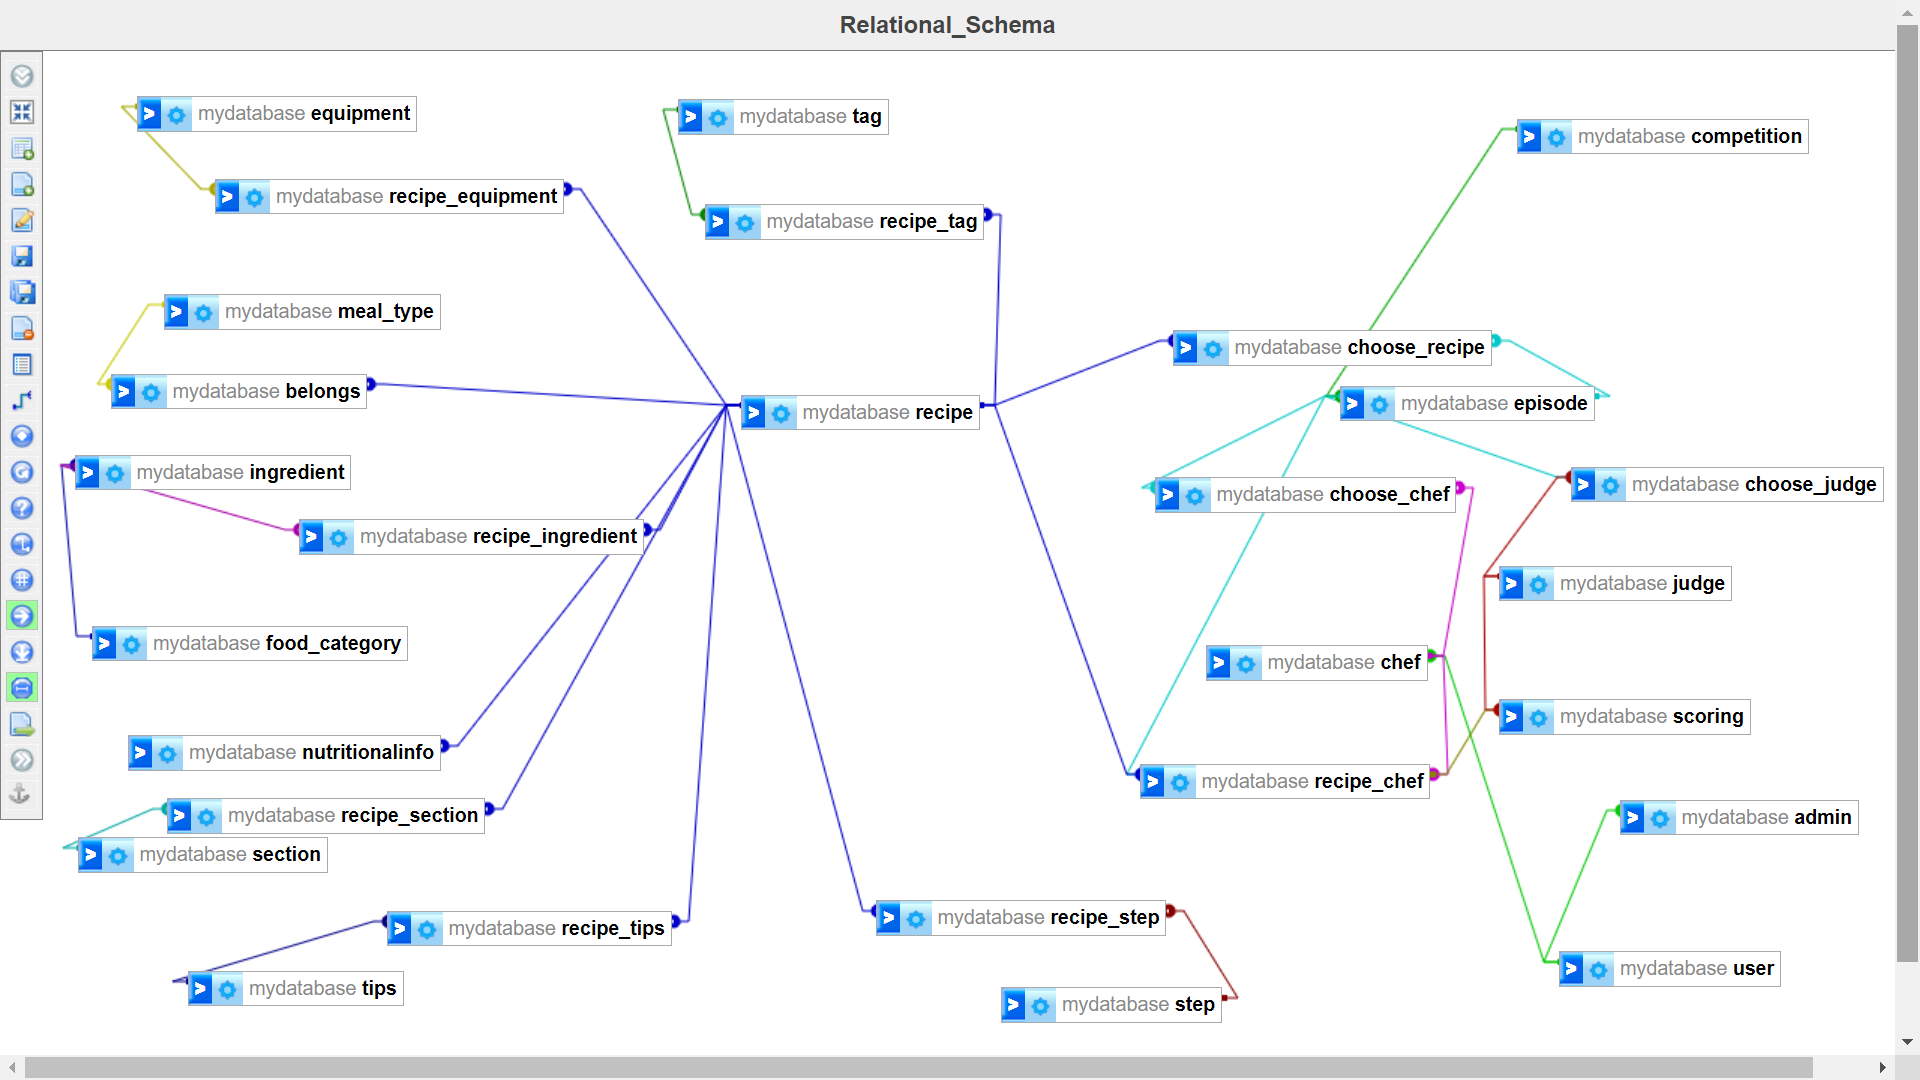 Relational_Schema
mydatabase equipment
mydatabase tag
mydatabase competition
mydatabase recipe_equipment
mydatabase recipe_tag
mydatabase meal_type
mydatabase choose_recipe
mydatabase belongs
mydatabase recipe
mydatabase episode
mydatabase ingredient
mydatabase choose_judge
mydatabase choose_chef
mydatabase recipe_ingredient
mydatabase judge
mydatabase food_category
mydatabase chef
mydatabase scoring
mydatabase nutritionalinfo
mydatabase recipe_chef
mydatabase recipe_section
mydatabase admin
mydatabase section
mydatabase recipe_step
mydatabase recipe_tips
mydatabase user
mydatabase tips
mydatabase step